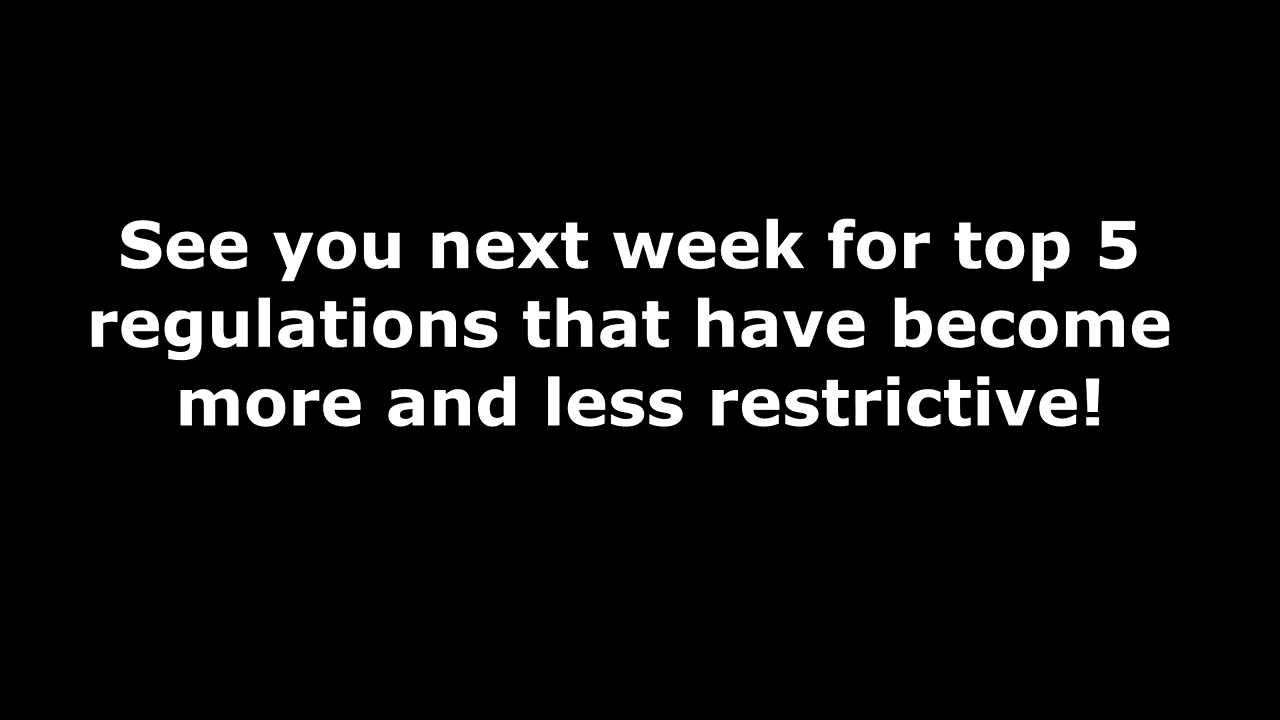 See you next week for top 5
regulations that have become
more and less restrictive!